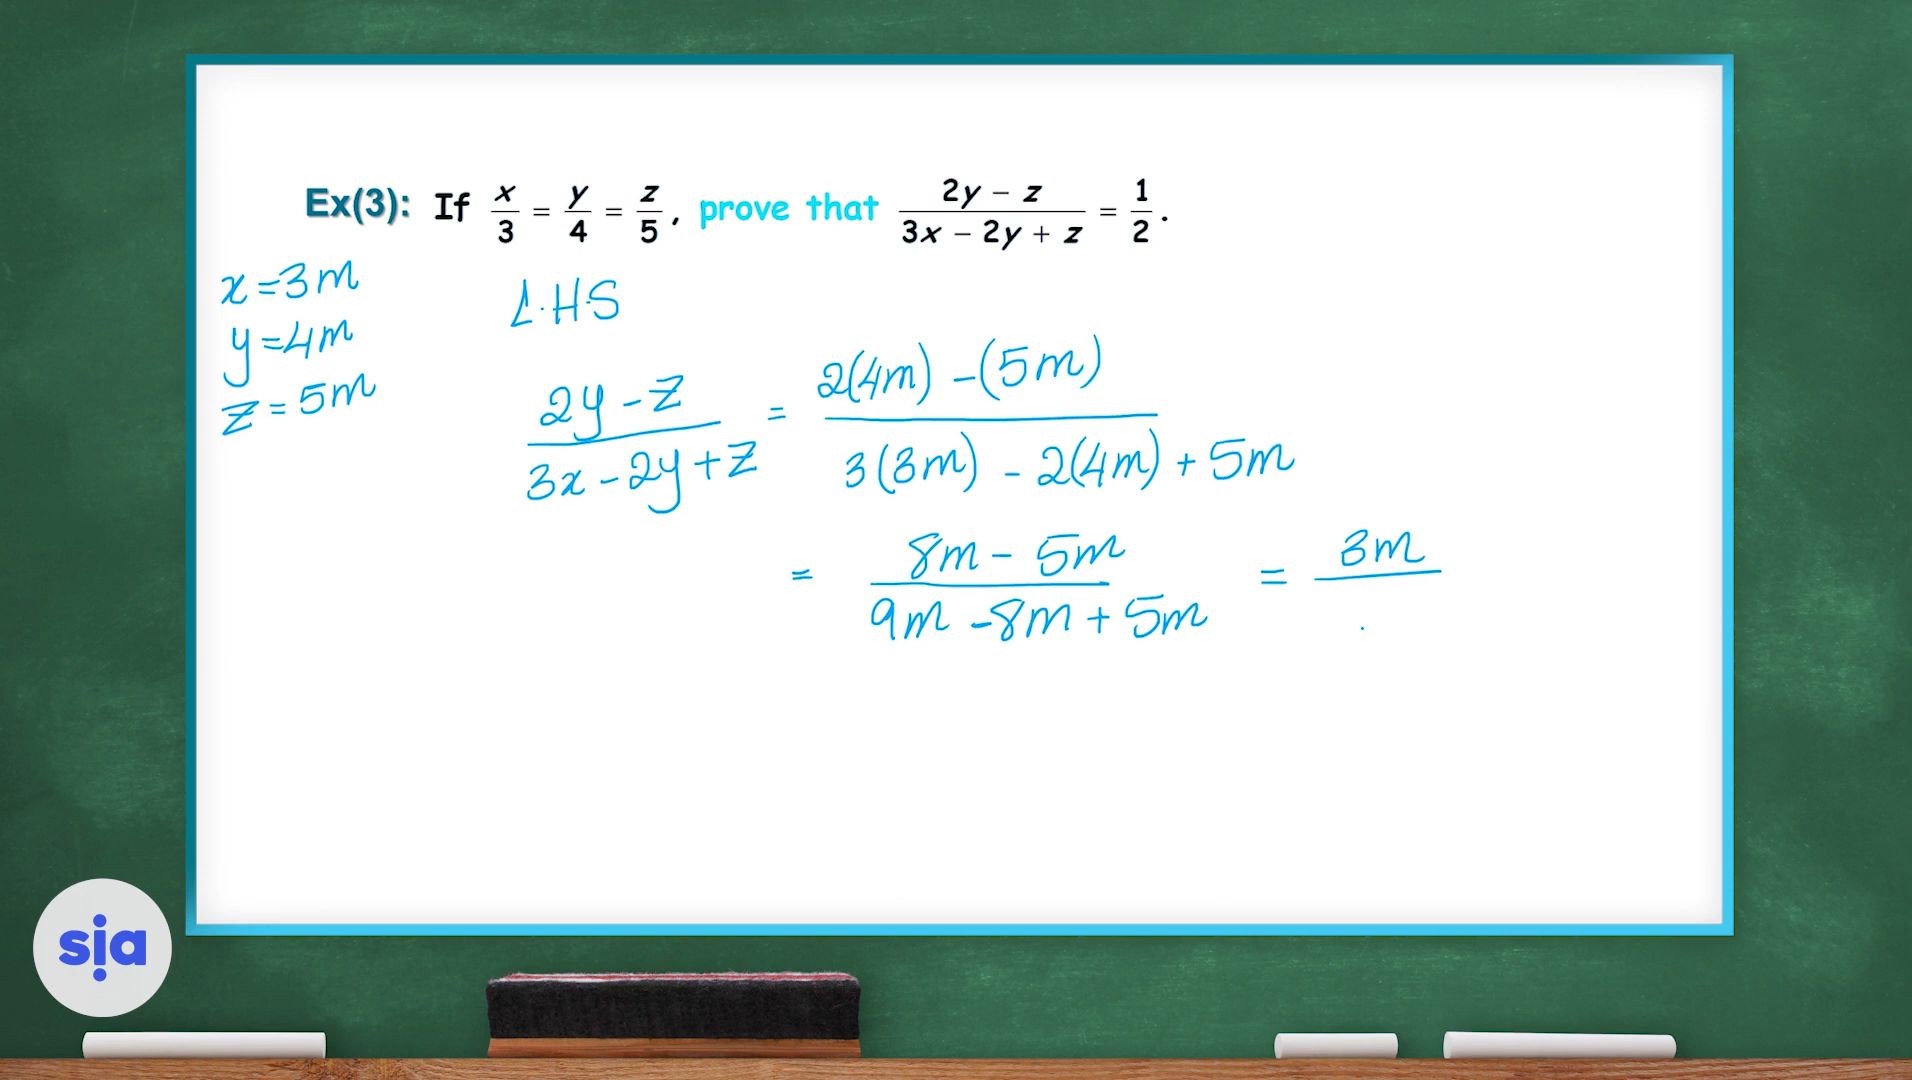 Ex(3): If x/3 = y/4 = z/5, prove that (2y − z)/(3x − 2y + z) = 1/2.
x = 3m
y = 4m
z = 5m
L.H.S
(2y − z)/(3x − 2y + z) = (2(4m) − (5m))/(3(3m) − 2(4m) + 5m)
= (8m − 5m)/(9m − 8m + 5m) = 3m/
sia